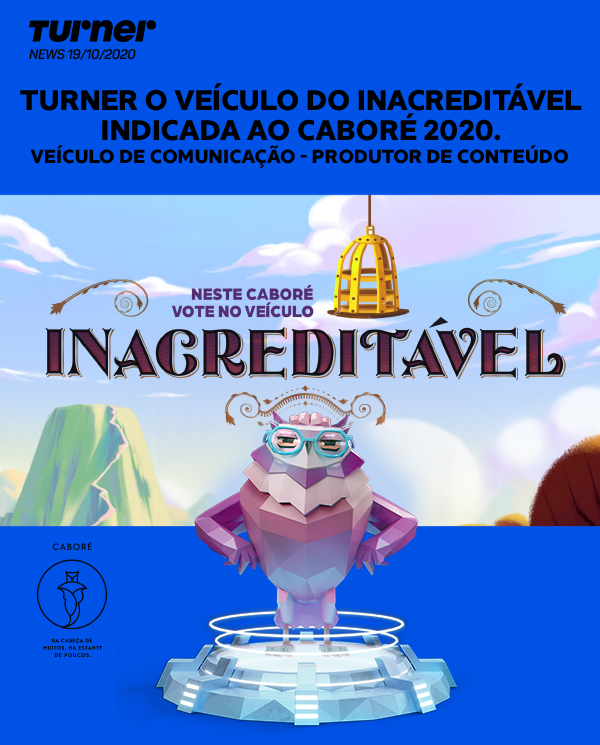 TURNER
NEWS 19/10/2020
TURNER O VEÍCULO DO INACREDITÁVEL
INDICADA AO CABORÉ 2020.
VEÍCULO DE COMUNICAÇÃO - PRODUTOR DE CONTEÚDO
NESTE CABORÉ
VOTE NO VEÍCULO
INACREDITÁVEL
CABORÉ
NA CABEÇA DE
MUITOS, NA ESTANTE
DE POUCOS.